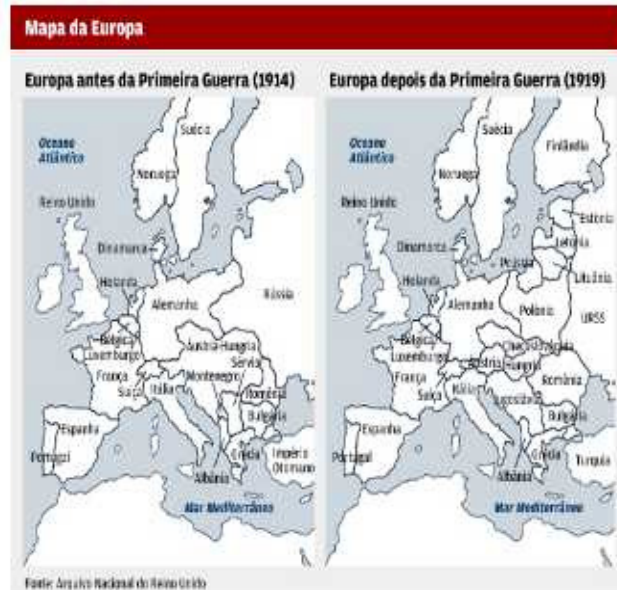 Mapa da Europa
Europa antes da Primeira Guerra (1914)
Oceano
Atlântico
Suécia
Noruega
Reino Unido
Dinamarca
Holanda
Alemanha
Rússia
Bélgica
Luxemburgo
Áustria-Hungria
Sérvia
França
Montenegro
Suíça
Itália
Romênia
Bulgária
Espanha
Portugal
Grécia
Império
Otomano
Albânia
Mar Mediterrâneo
Europa depois da Primeira Guerra (1919)
Oceano
Atlântico
Suécia
Finlândia
Noruega
Reino Unido
Estonia
Dinamarca
Letonia
Prússia
Holanda
Lituânia
Alemanha
Polonia
URSS
Bélgica
Luxemburgo
Áustria
Hungria
França
Romênia
Suíça
Itália
Iugoslávia
Bulgária
Espanha
Portugal
Grécia
Turquia
Albânia
Mar Mediterrâneo
Fonte: Arquivo Nacional do Reino Unido